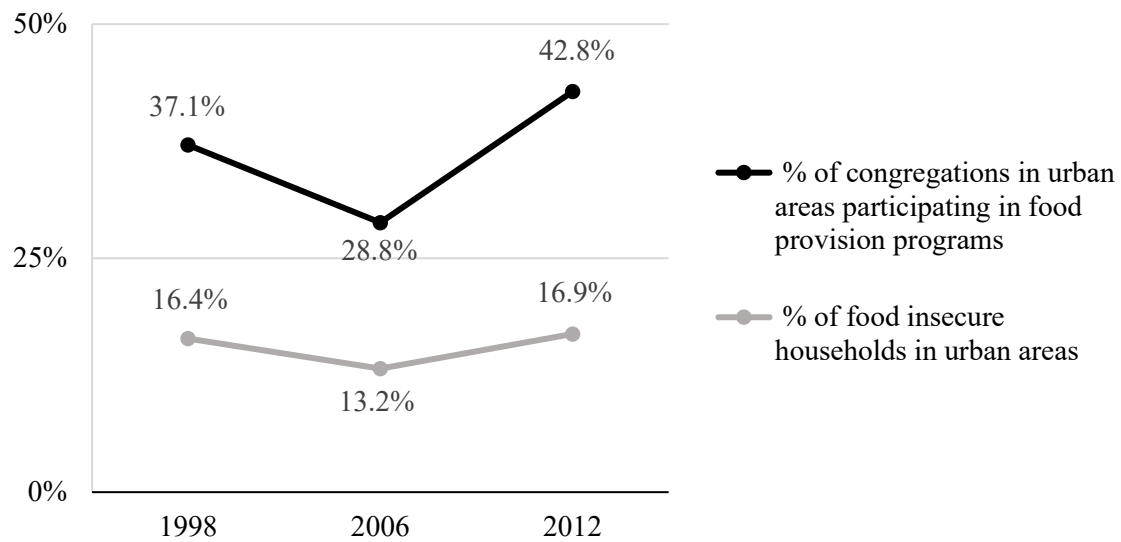 50%
42.8%
37.1%
% of congregations in urban
areas participating in food
provision programs
28.8%
25%
16.4%
16.9%
% of food insecure
households in urban areas
13.2%
0%
1998
2006
2012